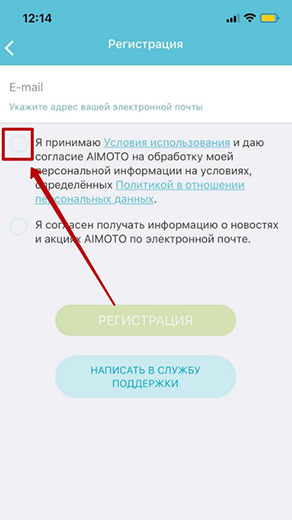 12:14
Регистрация
E-mail
Укажите адрес вашей электронной почты
Я принимаю Условия использования и даю
согласие AIMOTO на обработку моей
персональной информации на условиях,
определённых Политикой в отношении
персональных данных.
Я согласен получать информацию о новостях
и акциях AIMOTO по электронной почте.
РЕГИСТРАЦИЯ
НАПИСАТЬ В СЛУЖБУ
ПОДДЕРЖКИ